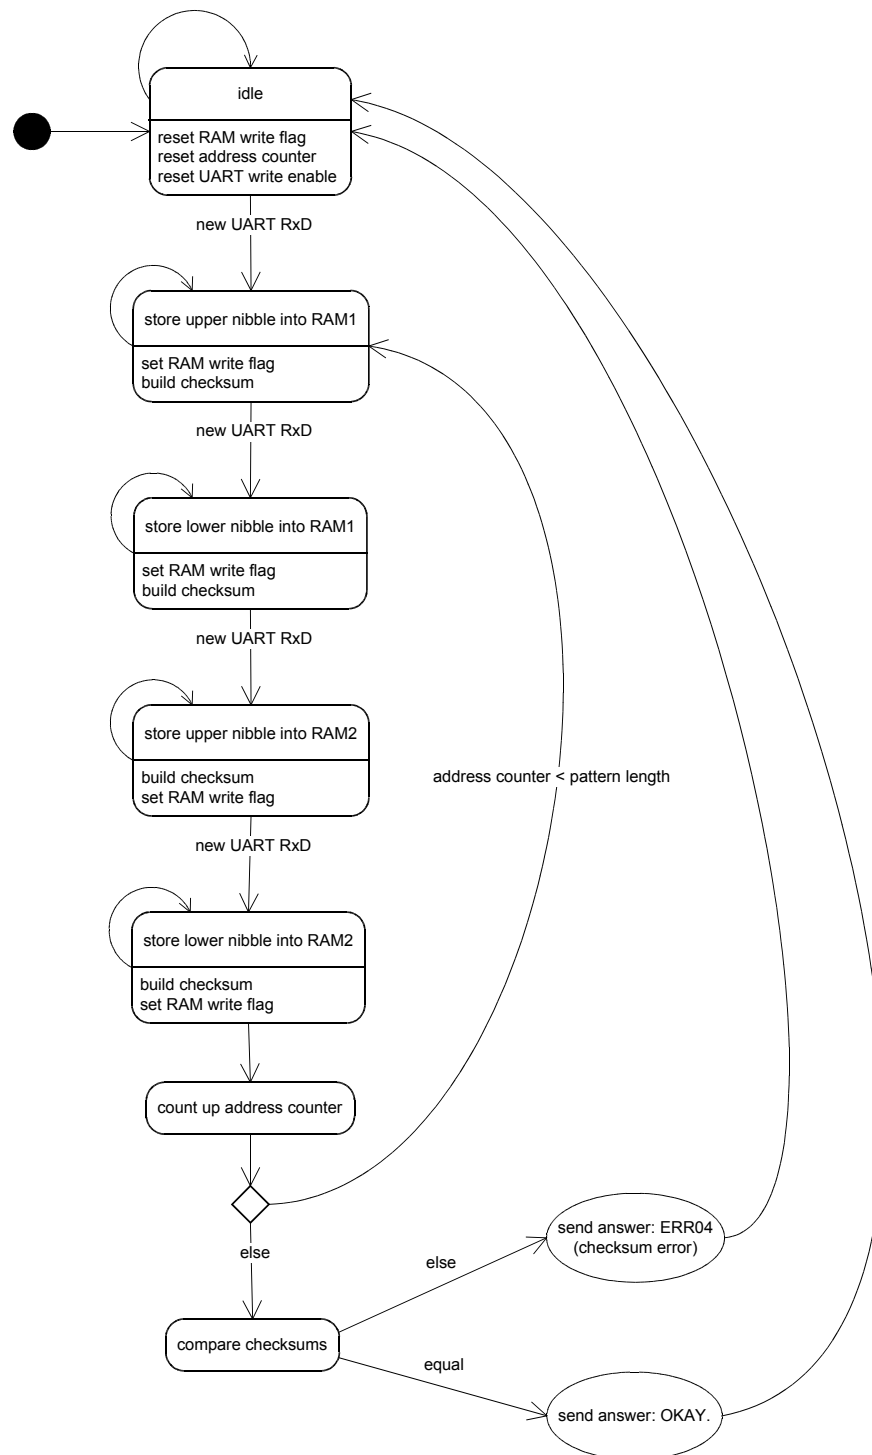 idle
reset RAM write flag
reset address counter
reset UART write enable
new UART RxD
store upper nibble into RAM1
set RAM write flag
build checksum
new UART RxD
store lower nibble into RAM1
set RAM write flag
build checksum
new UART RxD
store upper nibble into RAM2
build checksum
set RAM write flag
address counter < pattern length
new UART RxD
store lower nibble into RAM2
build checksum
set RAM write flag
count up address counter
else
send answer: ERR04
(checksum error)
else
compare checksums
equal
send answer: OKAY.